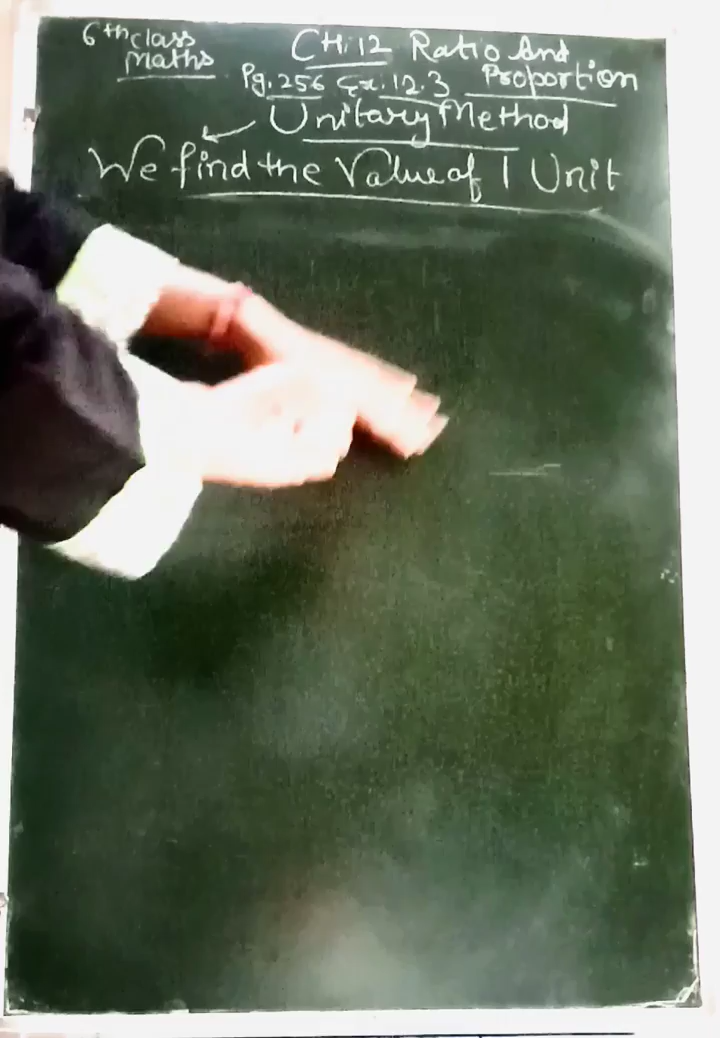 6th class
Maths
CH:12 Ratio And
Proportion
Pg.256 Ex.12.3
Unitary Method
We find the Value of 1 Unit